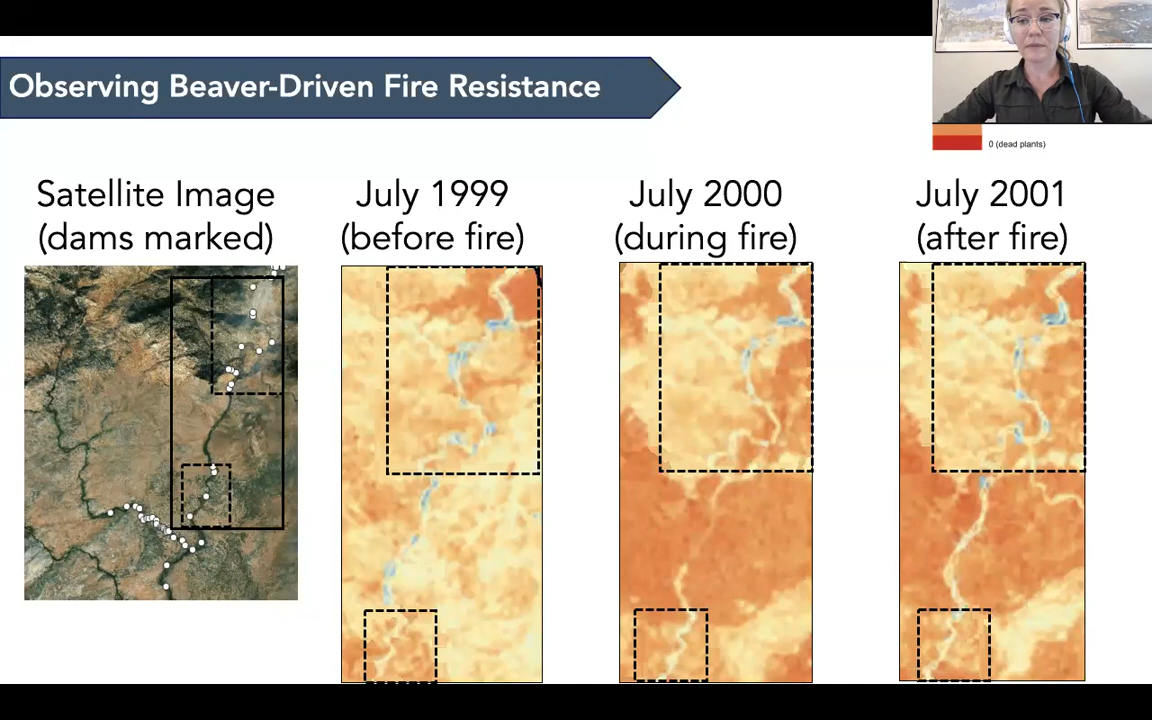 Observing Beaver-Driven Fire Resistance
0 (dead plants)
Satellite Image
(dams marked)
July 1999
(before fire)
July 2000
(during fire)
July 2001
(after fire)